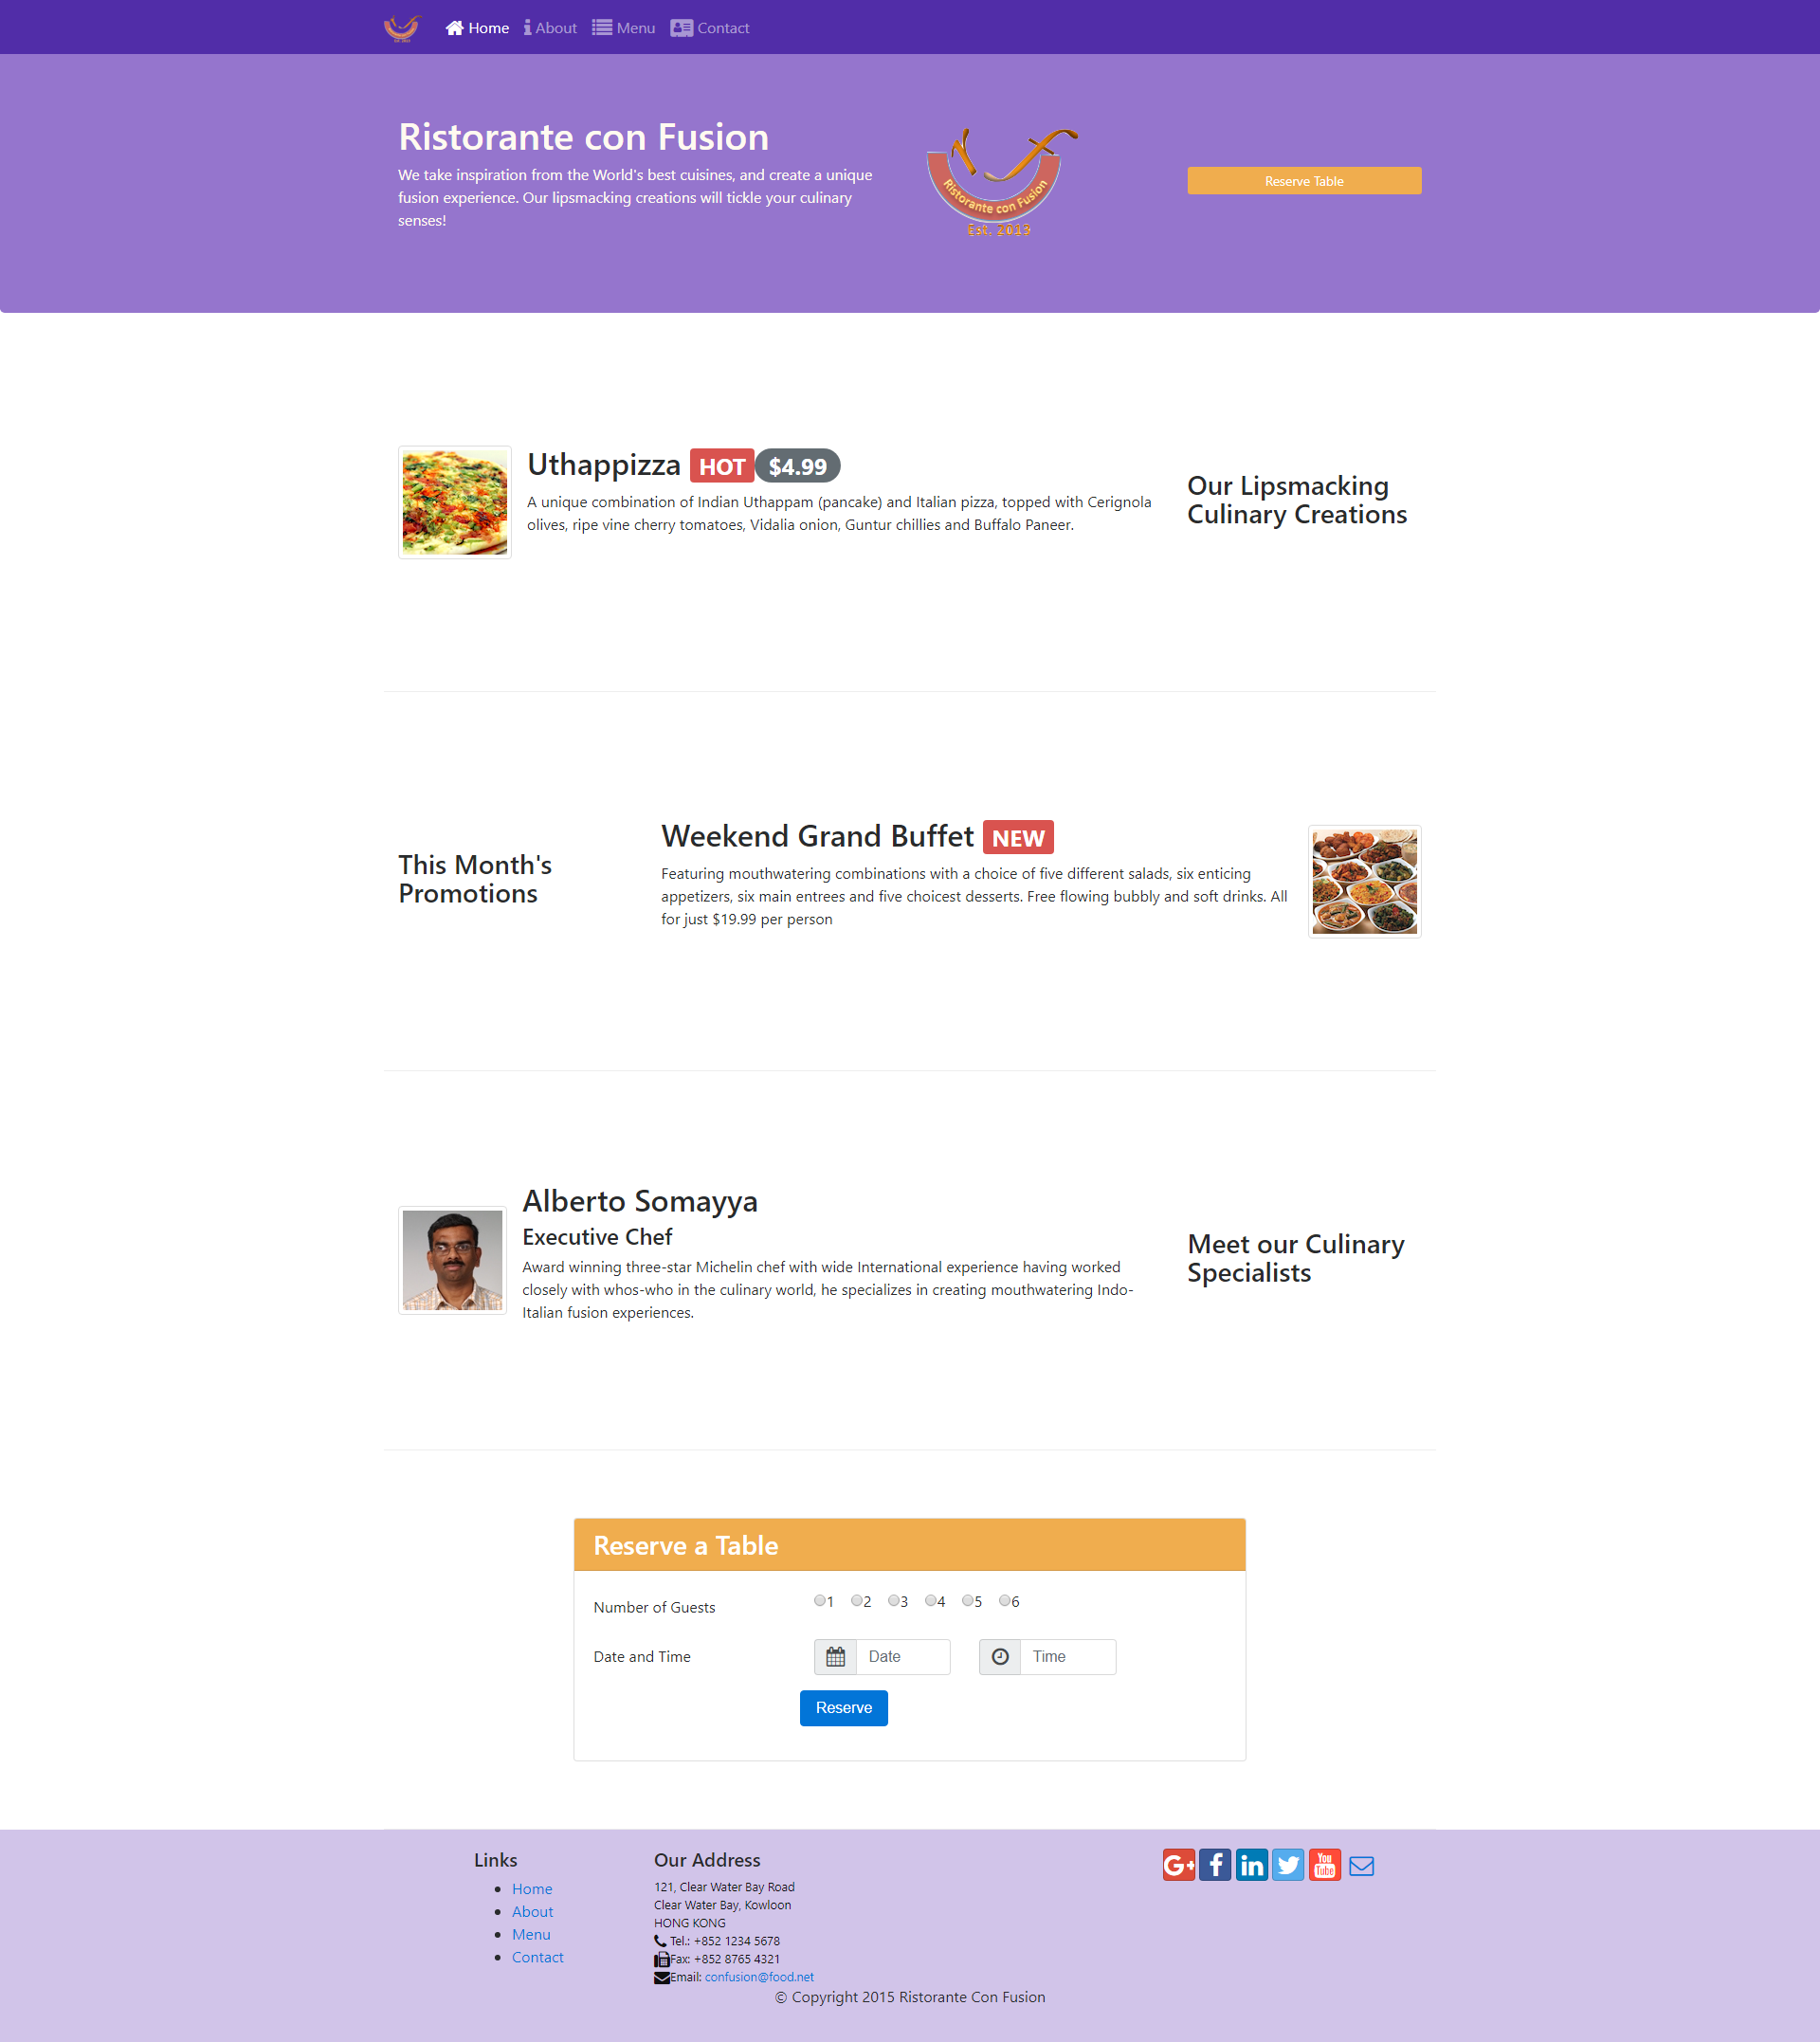 Home About Menu Contact
Ristorante con Fusion
We take inspiration from the World's best cuisines, and create a unique
fusion experience. Our lipsmacking creations will tickle your culinary
senses!
Ristorante con Fusion
Est. 2013
Reserve Table
Uthappizza HOT $4.99
A unique combination of Indian Uthappam (pancake) and Italian pizza, topped with Cerignola
olives, ripe vine cherry tomatoes, Vidalia onion, Guntur chillies and Buffalo Paneer.
Our Lipsmacking
Culinary Creations
This Month's
Promotions
Weekend Grand Buffet NEW
Featuring mouthwatering combinations with a choice of five different salads, six enticing
appetizers, six main entrees and five choicest desserts. Free flowing bubbly and soft drinks. All
for just $19.99 per person
Alberto Somayya
Executive Chef
Award winning three-star Michelin chef with wide International experience having worked
closely with whos-who in the culinary world, he specializes in creating mouthwatering Indo-
Italian fusion experiences.
Meet our Culinary
Specialists
Reserve a Table
Number of Guests 1 2 3 4 5 6
Date and Time Date Time
Reserve
Links
Home
About
Menu
Contact
Our Address
121, Clear Water Bay Road
Clear Water Bay, Kowloon
HONG KONG
Tel.: +852 1234 5678
Fax: +852 8765 4321
Email: confusion@food.net
G+ f in You Tube
© Copyright 2015 Ristorante Con Fusion